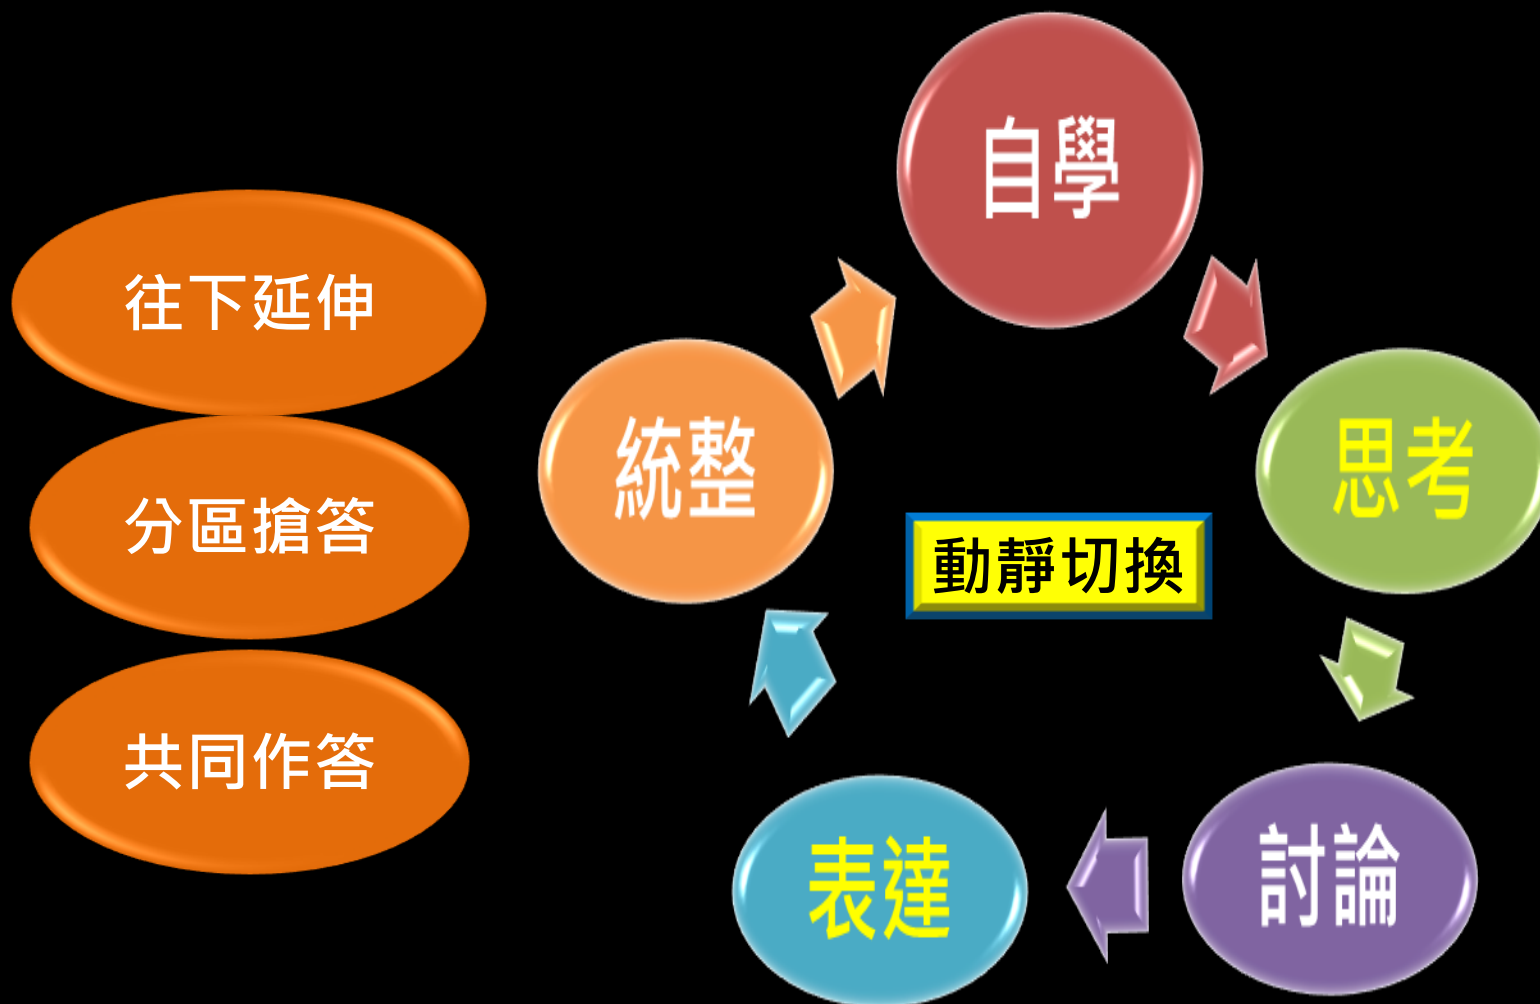 往下延伸
分區搶答
共同作答
自學
思考
討論
表達
統整
動靜切換